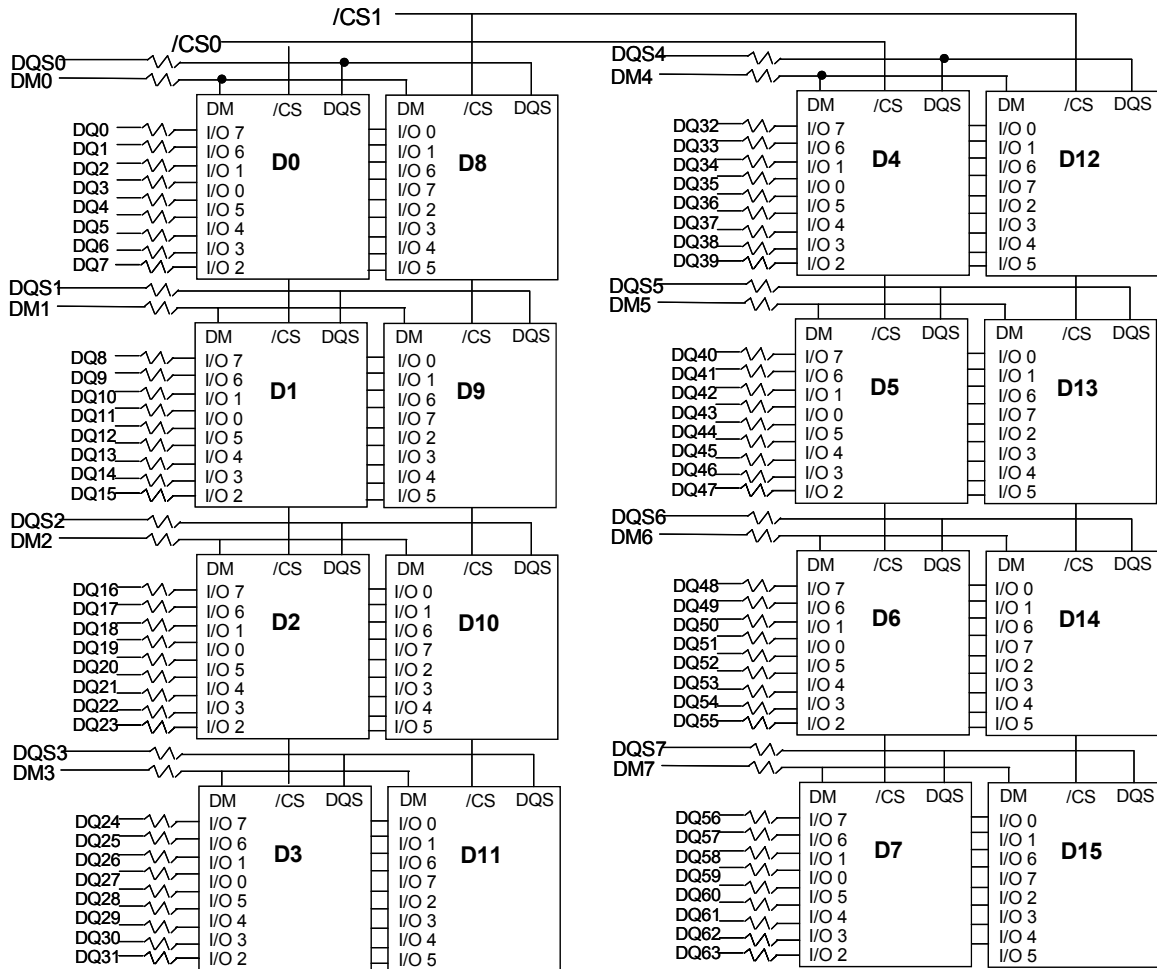 /CS1
/CS0
DQS0
DM0
DM /CS DQS DM /CS DQS
DQ0 I/O 7 I/O 0
DQ1 I/O 6 I/O 1
DQ2 I/O 1 I/O 6
DQ3 I/O 0 I/O 7
DQ4 I/O 5 I/O 2
DQ5 I/O 4 I/O 3
DQ6 I/O 3 I/O 4
DQ7 I/O 2 I/O 5
D0 D8
DQS1
DM1
DM /CS DQS DM /CS DQS
DQ8 I/O 7 I/O 0
DQ9 I/O 6 I/O 1
DQ10 I/O 1 I/O 6
DQ11 I/O 0 I/O 7
DQ12 I/O 5 I/O 2
DQ13 I/O 4 I/O 3
DQ14 I/O 3 I/O 4
DQ15 I/O 2 I/O 5
D1 D9
DQS2
DM2
DM /CS DQS DM /CS DQS
DQ16 I/O 7 I/O 0
DQ17 I/O 6 I/O 1
DQ18 I/O 1 I/O 6
DQ19 I/O 0 I/O 7
DQ20 I/O 5 I/O 2
DQ21 I/O 4 I/O 3
DQ22 I/O 3 I/O 4
DQ23 I/O 2 I/O 5
D2 D10
DQS3
DM3
DM /CS DQS DM /CS DQS
DQ24 I/O 7 I/O 0
DQ25 I/O 6 I/O 1
DQ26 I/O 1 I/O 6
DQ27 I/O 0 I/O 7
DQ28 I/O 5 I/O 2
DQ29 I/O 4 I/O 3
DQ30 I/O 3 I/O 4
DQ31 I/O 2 I/O 5
D3 D11
DQS4
DM4
DM /CS DQS DM /CS DQS
DQ32 I/O 7 I/O 0
DQ33 I/O 6 I/O 1
DQ34 I/O 1 I/O 6
DQ35 I/O 0 I/O 7
DQ36 I/O 5 I/O 2
DQ37 I/O 4 I/O 3
DQ38 I/O 3 I/O 4
DQ39 I/O 2 I/O 5
D4 D12
DQS5
DM5
DM /CS DQS DM /CS DQS
DQ40 I/O 7 I/O 0
DQ41 I/O 6 I/O 1
DQ42 I/O 1 I/O 6
DQ43 I/O 0 I/O 7
DQ44 I/O 5 I/O 2
DQ45 I/O 4 I/O 3
DQ46 I/O 3 I/O 4
DQ47 I/O 2 I/O 5
D5 D13
DQS6
DM6
DM /CS DQS DM /CS DQS
DQ48 I/O 7 I/O 0
DQ49 I/O 6 I/O 1
DQ50 I/O 1 I/O 6
DQ51 I/O 0 I/O 7
DQ52 I/O 5 I/O 2
DQ53 I/O 4 I/O 3
DQ54 I/O 3 I/O 4
DQ55 I/O 2 I/O 5
D6 D14
DQS7
DM7
DM /CS DQS DM /CS DQS
DQ56 I/O 7 I/O 0
DQ57 I/O 6 I/O 1
DQ58 I/O 1 I/O 6
DQ59 I/O 0 I/O 7
DQ60 I/O 5 I/O 2
DQ61 I/O 4 I/O 3
DQ62 I/O 3 I/O 4
DQ63 I/O 2 I/O 5
D7 D15